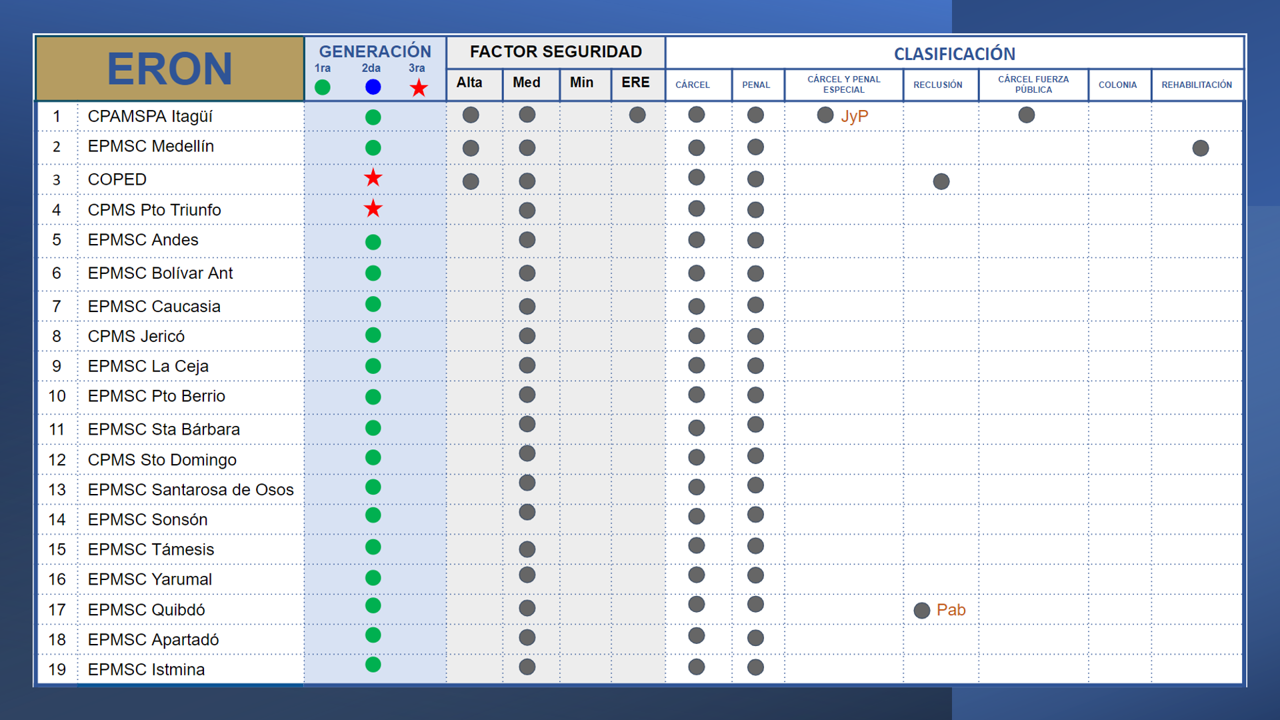 ERON
GENERACIÓN
1ra 2da 3ra
FACTOR SEGURIDAD
Alta Med Min ERE
CLASIFICACIÓN
CÁRCEL PENAL CÁRCEL Y PENAL ESPECIAL RECLUSIÓN CÁRCEL FUERZA PÚBLICA COLONIA REHABILITACIÓN
1 CPAMSPA Itagüí JyP
2 EPMSC Medellín
3 COPED
4 CPMS Pto Triunfo
5 EPMSC Andes
6 EPMSC Bolívar Ant
7 EPMSC Caucasia
8 CPMS Jericó
9 EPMSC La Ceja
10 EPMSC Pto Berrio
11 EPMSC Sta Bárbara
12 CPMS Sto Domingo
13 EPMSC Santarosa de Osos
14 EPMSC Sonsón
15 EPMSC Támesis
16 EPMSC Yarumal
17 EPMSC Quibdó Pab
18 EPMSC Apartadó
19 EPMSC Istmina